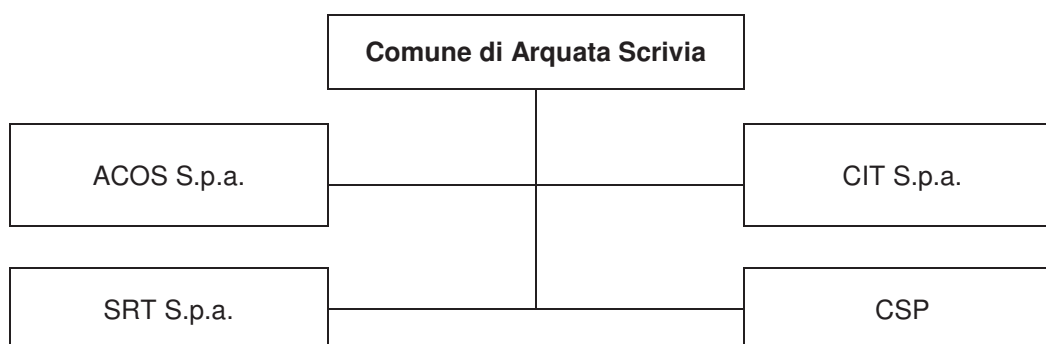 Comune di Arquata Scrivia
ACOS S.p.a.
CIT S.p.a.
SRT S.p.a.
CSP